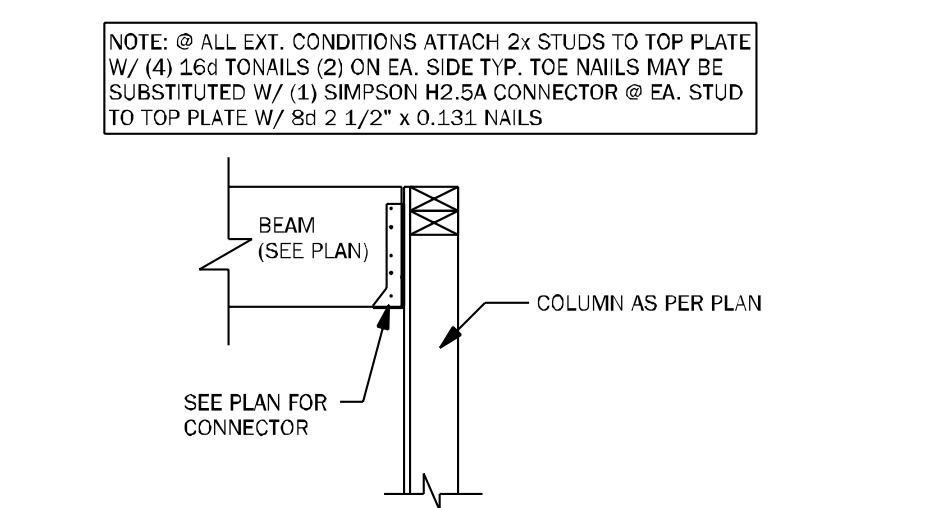 NOTE: @ ALL EXT. CONDITIONS ATTACH 2x STUDS TO TOP PLATE
W/ (4) 16d TONAILS (2) ON EA. SIDE TYP. TOE NAIILS MAY BE
SUBSTITUTED W/ (1) SIMPSON H2.5A CONNECTOR @ EA. STUD
TO TOP PLATE W/ 8d 2 1/2" x 0.131 NAILS
BEAM
(SEE PLAN)
COLUMN AS PER PLAN
SEE PLAN FOR
CONNECTOR